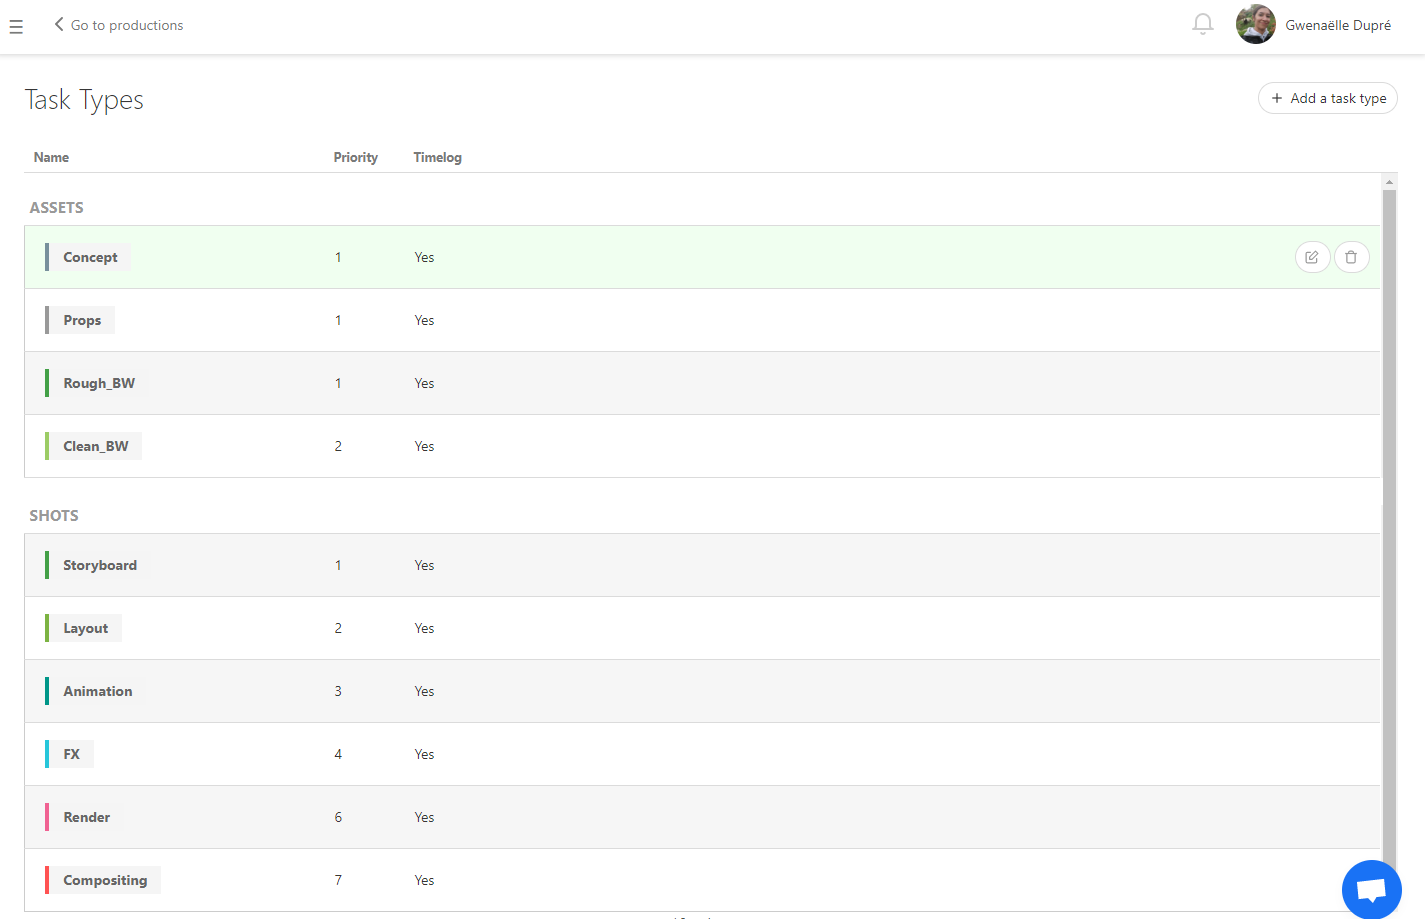 Go to productions
Gwenaëlle Dupré
Task Types
+ Add a task type
Name Priority Timelog
ASSETS
Concept 1 Yes
Props 1 Yes
Rough_BW 1 Yes
Clean_BW 2 Yes
SHOTS
Storyboard 1 Yes
Layout 2 Yes
Animation 3 Yes
FX 4 Yes
Render 6 Yes
Compositing 7 Yes